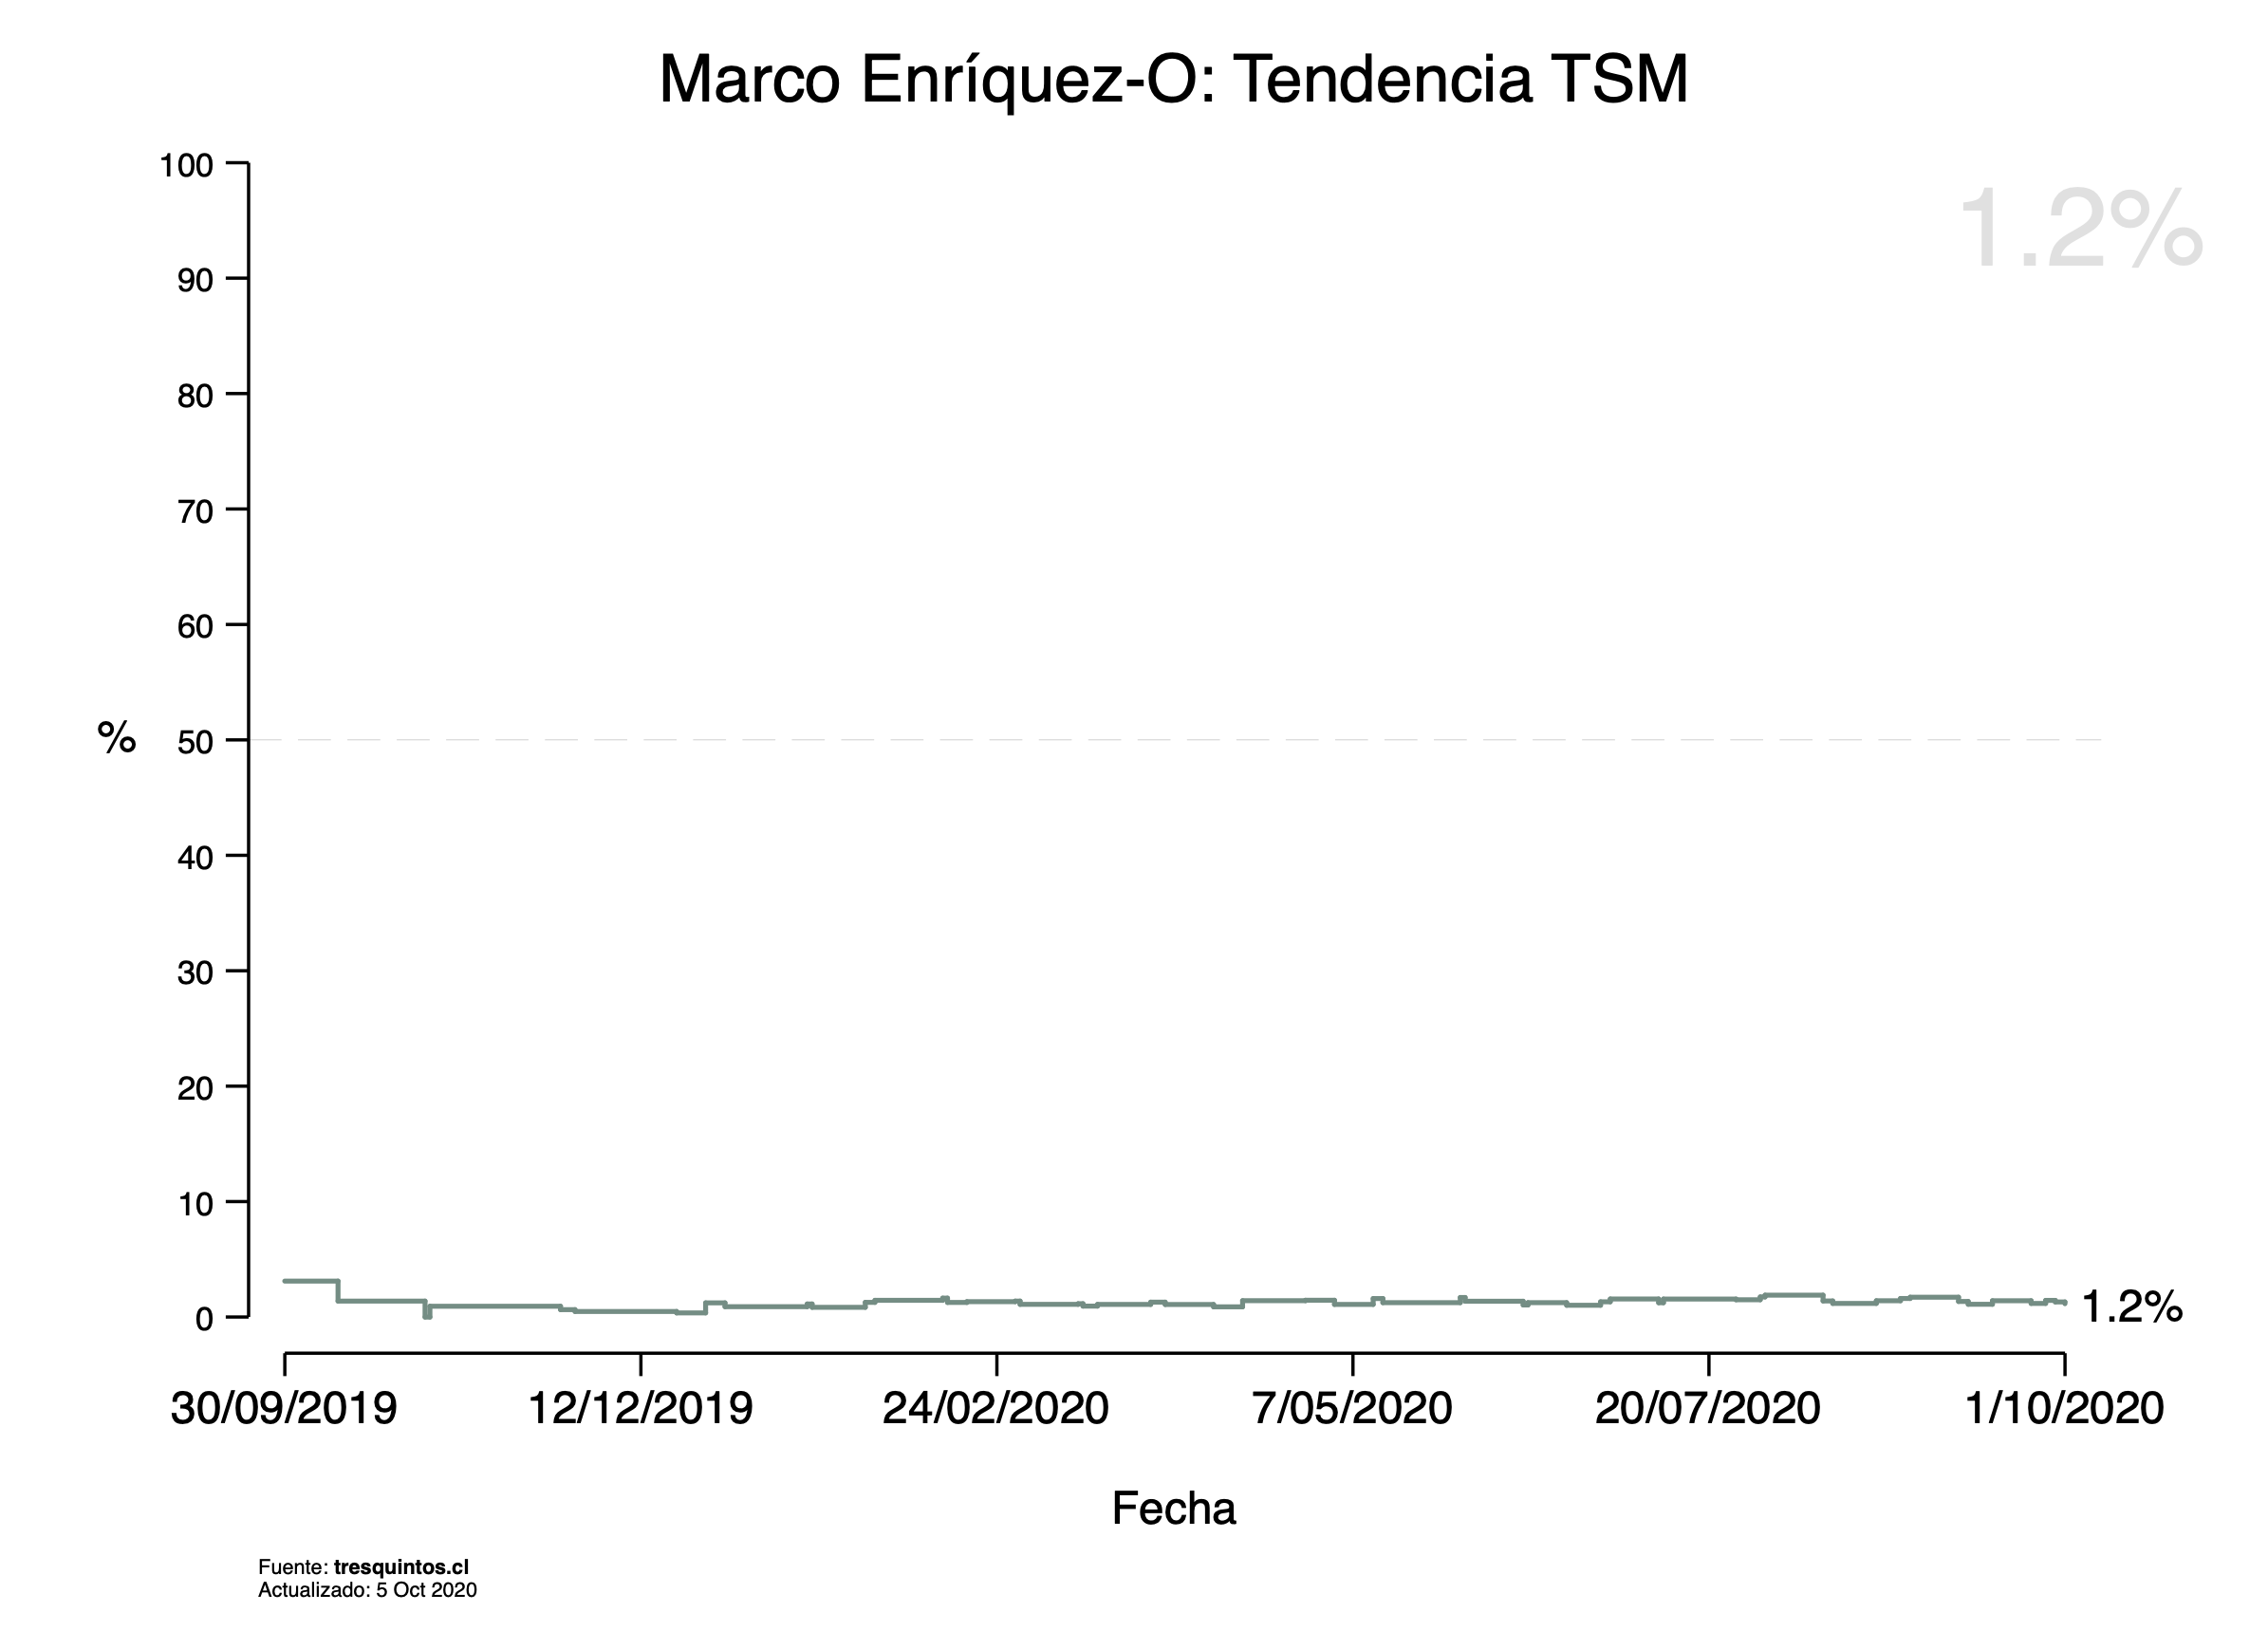 Marco Enríquez-O: Tendencia TSM
1.2%
100
90
80
70
60
50
40
30
20
10
0
%
1.2%
30/09/2019 12/12/2019 24/02/2020 7/05/2020 20/07/2020 1/10/2020
Fecha
Fuente: tresquintos.cl
Actualizado: 5 Oct 2020